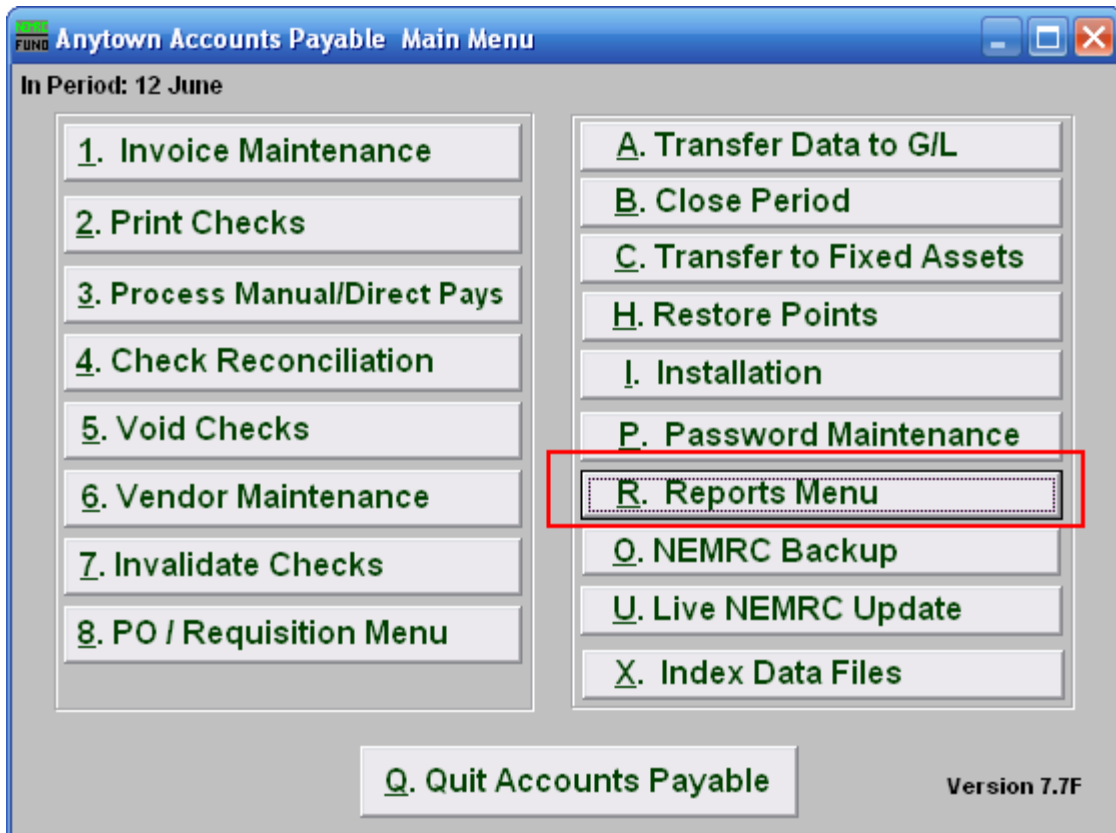 NEMRC
FUND Anytown Accounts Payable Main Menu
In Period: 12 June
1. Invoice Maintenance
2. Print Checks
3. Process Manual/Direct Pays
4. Check Reconciliation
5. Void Checks
6. Vendor Maintenance
7. Invalidate Checks
8. PO / Requisition Menu
A. Transfer Data to G/L
B. Close Period
C. Transfer to Fixed Assets
H. Restore Points
I. Installation
P. Password Maintenance
R. Reports Menu
O. NEMRC Backup
U. Live NEMRC Update
X. Index Data Files
Q. Quit Accounts Payable
Version 7.7F